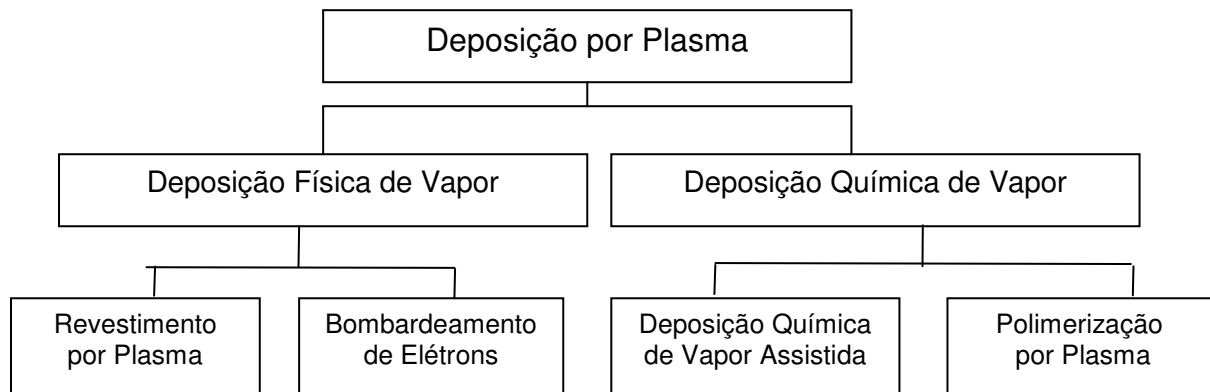 Deposição por Plasma
Deposição Física de Vapor
Deposição Química de Vapor
Revestimento
por Plasma
Bombardeamento
de Elétrons
Deposição Química
de Vapor Assistida
Polimerização
por Plasma